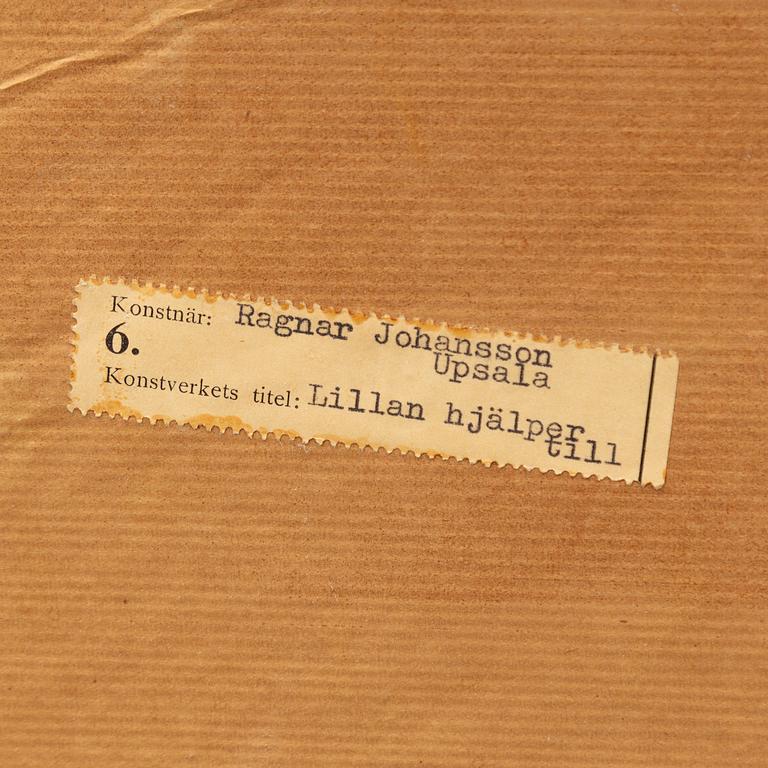 Konstnär: Ragnar Johansson
Upsala
6.
Konstverkets titel: Lillan hjälper
till